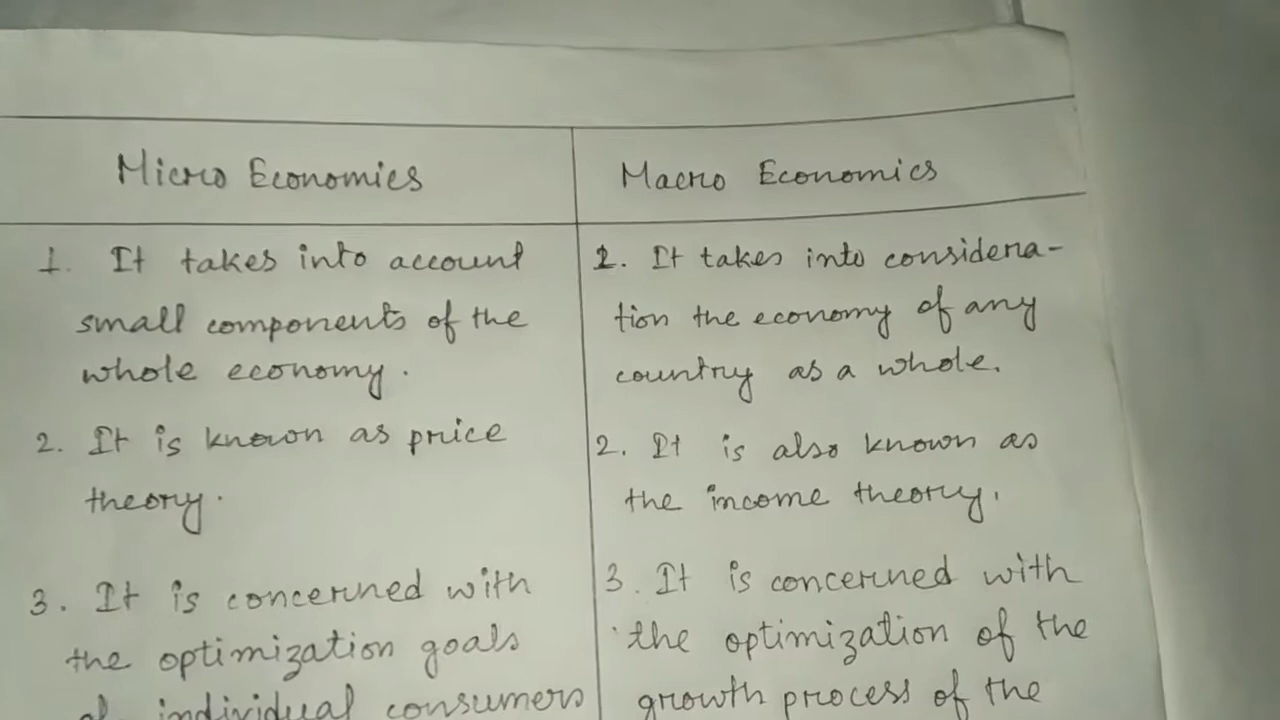 Micro Economics
1. It takes into account
small components of the
whole economy.
2. It is known as price
theory.
3. It is concerned with
the optimization goals
of individual consumers
Macro Economics
1. It takes into considera-
tion the economy of any
country as a whole.
2. It is also known as
the income theory.
3. It is concerned with
the optimization of the
growth process of the